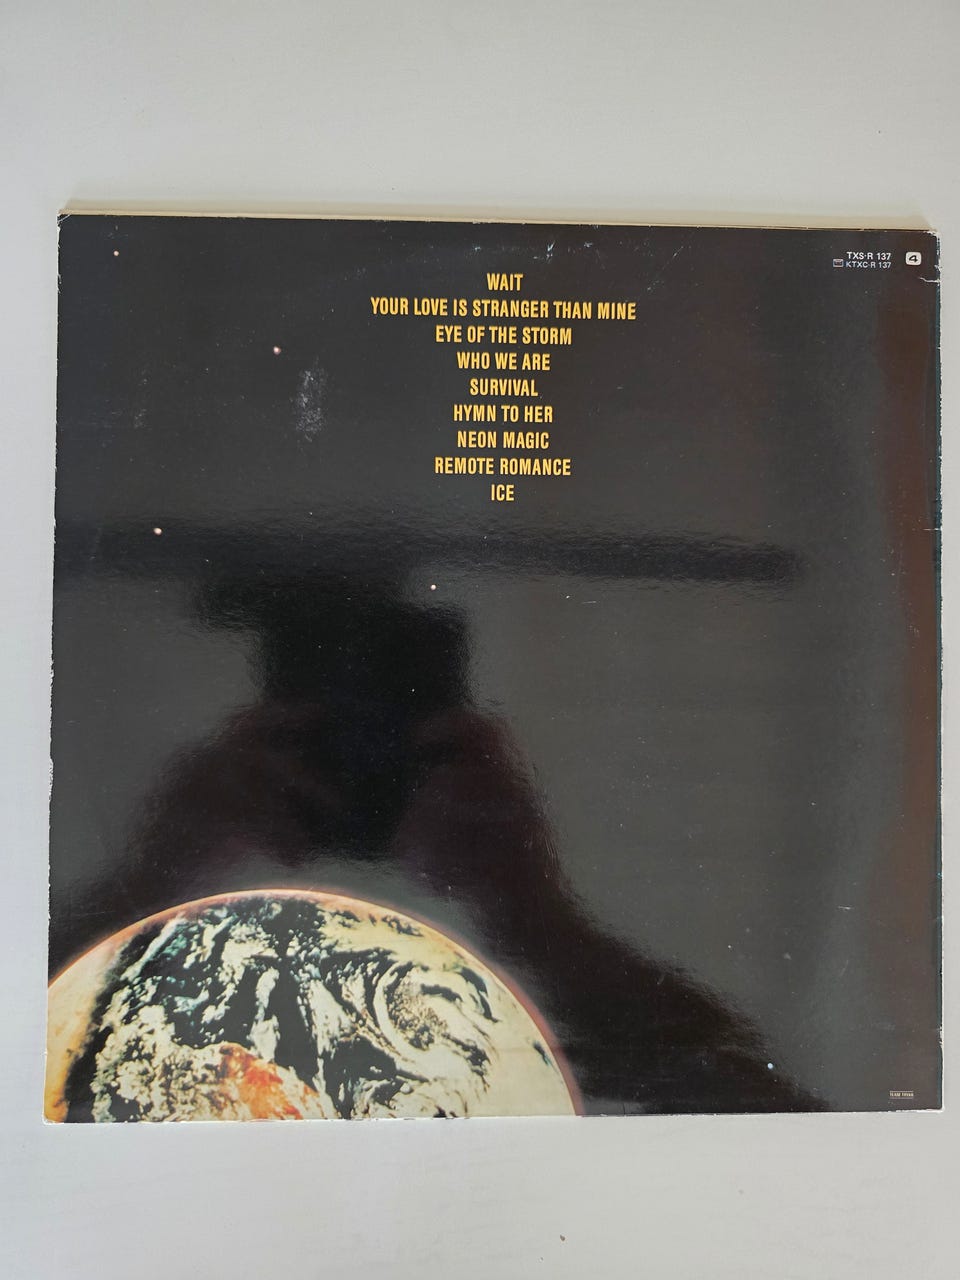 TXS-R 137
KTXC-R 137
4
WAIT
YOUR LOVE IS STRANGER THAN MINE
EYE OF THE STORM
WHO WE ARE
SURVIVAL
HYMN TO HER
NEON MAGIC
REMOTE ROMANCE
ICE